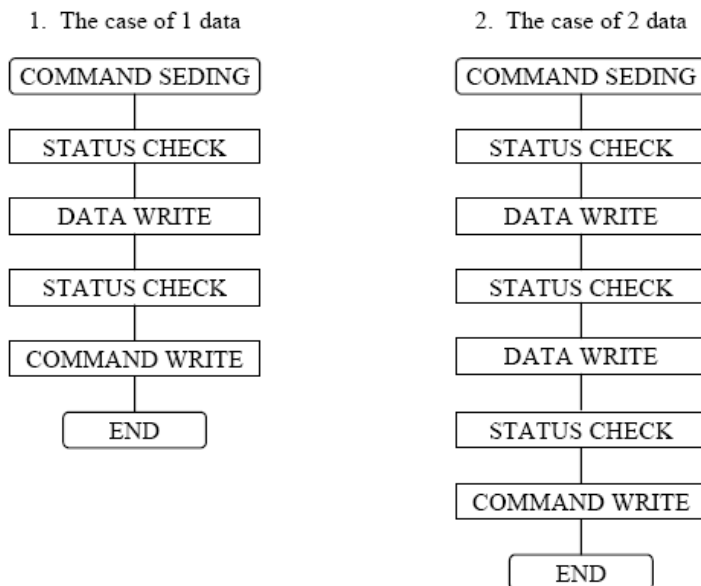 1. The case of 1 data
COMMAND SEDING
STATUS CHECK
DATA WRITE
STATUS CHECK
COMMAND WRITE
END
2. The case of 2 data
COMMAND SEDING
STATUS CHECK
DATA WRITE
STATUS CHECK
DATA WRITE
STATUS CHECK
COMMAND WRITE
END